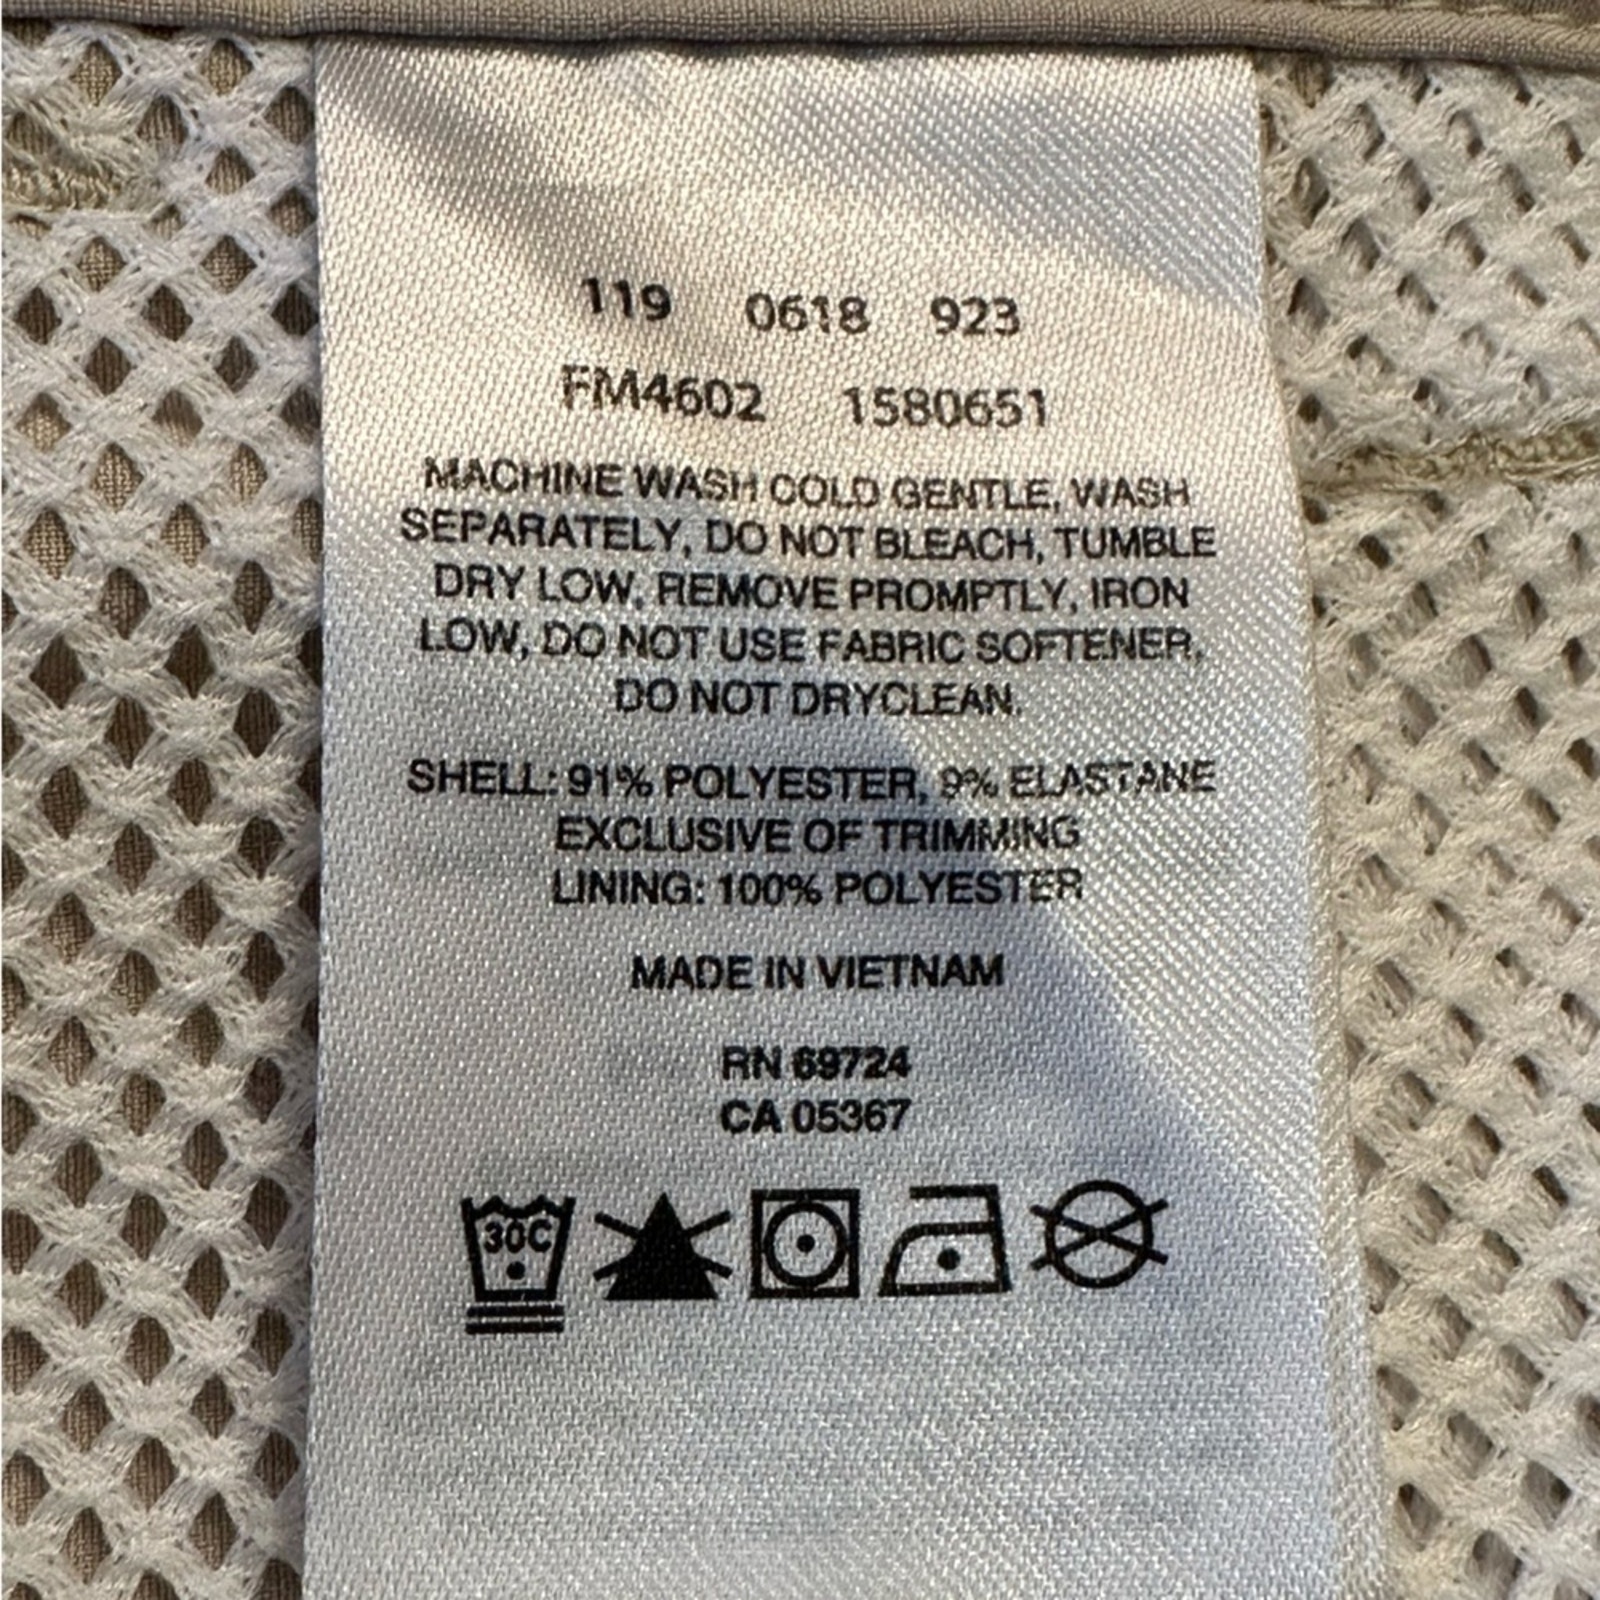 119 0618 923
FM4602 1580651
MACHINE WASH COLD GENTLE, WASH
SEPARATELY, DO NOT BLEACH, TUMBLE
DRY LOW, REMOVE PROMPTLY, IRON
LOW, DO NOT USE FABRIC SOFTENER,
DO NOT DRYCLEAN.
SHELL: 91% POLYESTER, 9% ELASTANE
EXCLUSIVE OF TRIMMING
LINING: 100% POLYESTER
MADE IN VIETNAM
RN 69724
CA 05367
30C